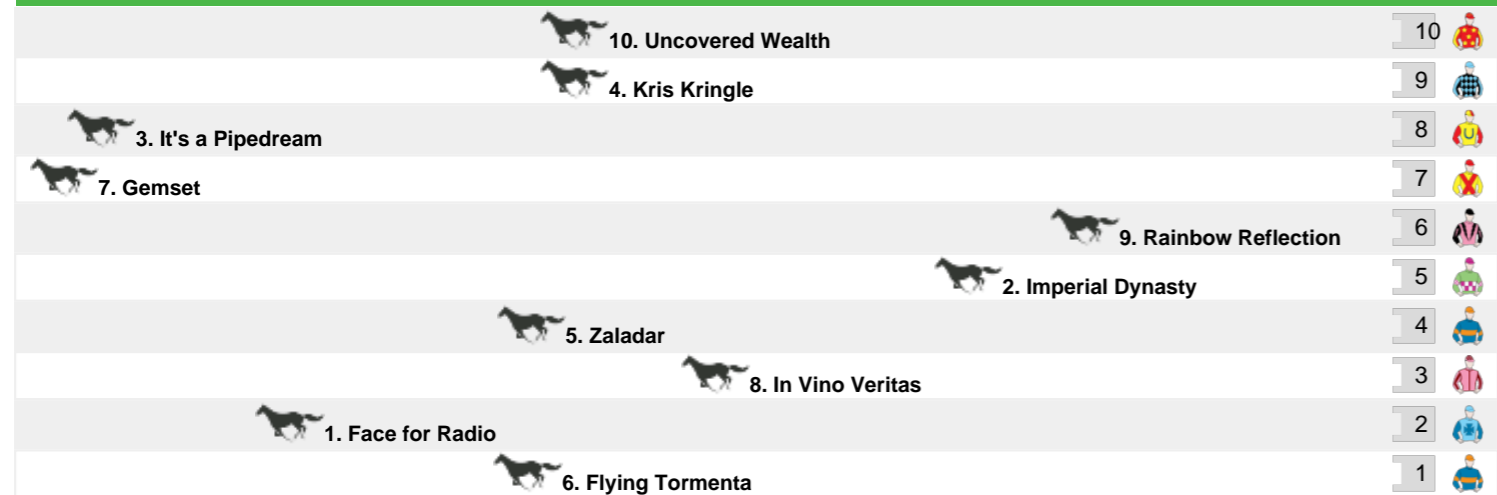 10. Uncovered Wealth 10
4. Kris Kringle 9
3. It's a Pipedream 8 U
7. Gemset 7
9. Rainbow Reflection 6
2. Imperial Dynasty 5
5. Zaladar 4
8. In Vino Veritas 3
1. Face for Radio 2
6. Flying Tormenta 1